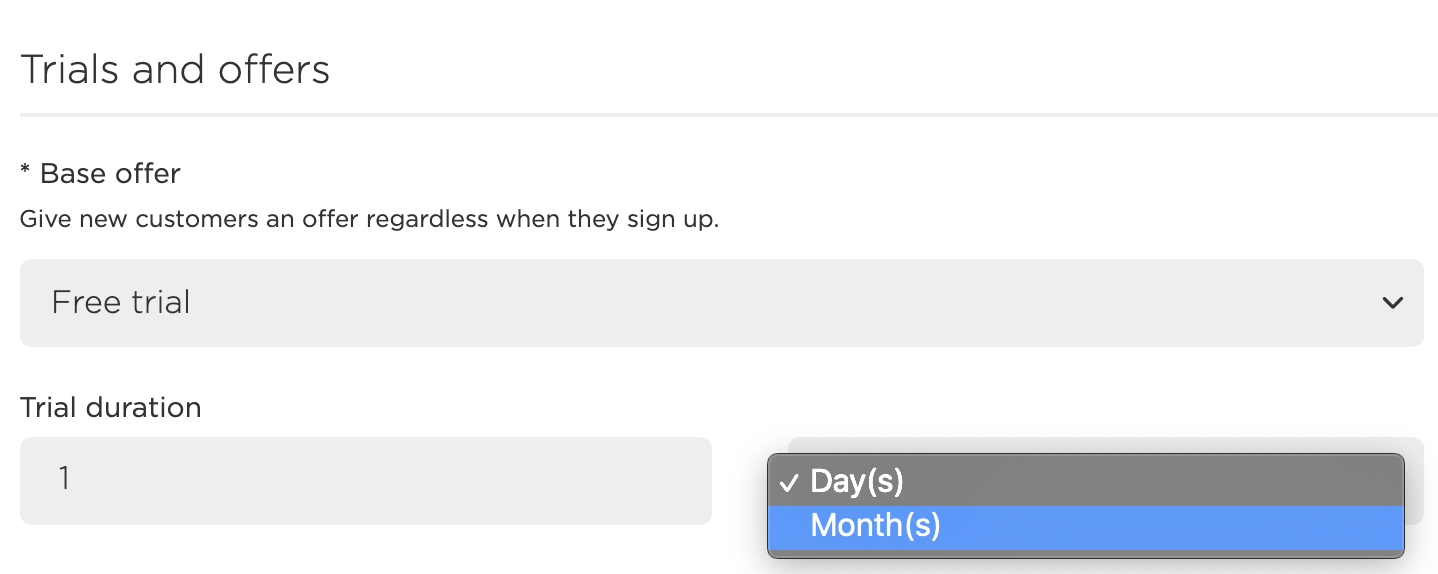 Trials and offers
* Base offer
Give new customers an offer regardless when they sign up.
Free trial
Trial duration
1
✓ Day(s)
Month(s)